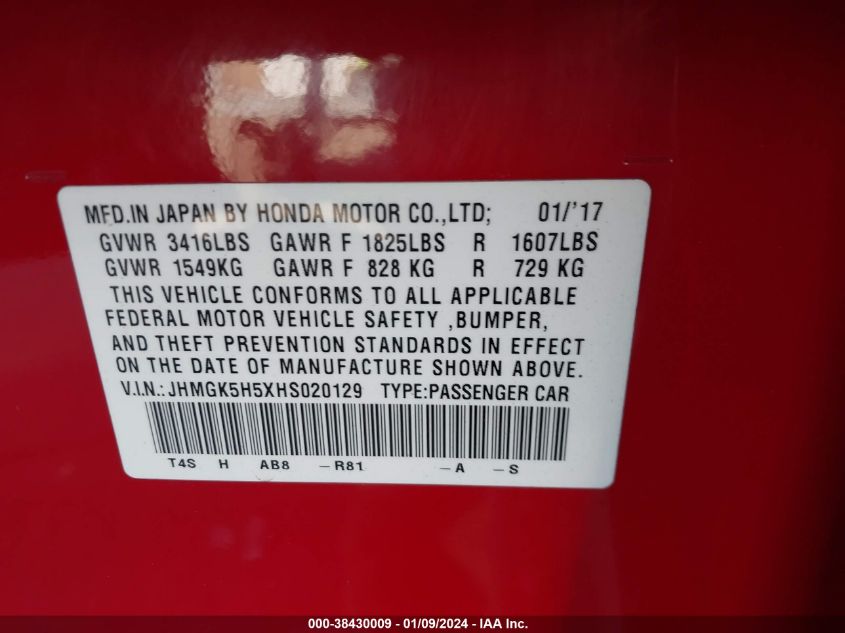 MFD.IN JAPAN BY HONDA MOTOR CO.,LTD; 01/'17
GVWR 3416LBS GAWR F 1825LBS R 1607LBS
GVWR 1549KG GAWR F 828 KG R 729 KG
THIS VEHICLE CONFORMS TO ALL APPLICABLE
FEDERAL MOTOR VEHICLE SAFETY ,BUMPER,
AND THEFT PREVENTION STANDARDS IN EFFECT
ON THE DATE OF MANUFACTURE SHOWN ABOVE.
V.I.N.: JHMGK5H5XHS020129 TYPE:PASSENGER CAR
T4S H AB8 –R81 –A –S
000-38430009 - 01/09/2024 - IAA Inc.